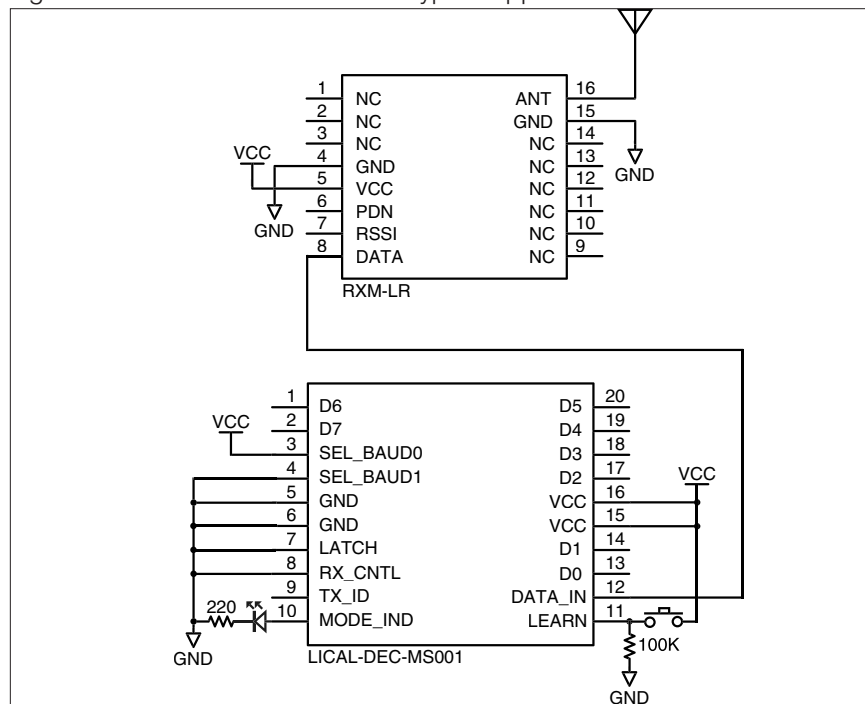 1 NC ANT 16
2 NC GND 15
3 NC NC 14
VCC 4 GND NC 13 GND
5 VCC NC 12
6 PDN NC 11
GND 7 RSSI NC 10
8 DATA NC 9
RXM-LR
1 D6 D5 20
VCC 2 D7 D4 19
3 SEL_BAUD0 D3 18
4 SEL_BAUD1 D2 17 VCC
5 GND VCC 16
6 GND VCC 15
7 LATCH D1 14
8 RX_CNTL D0 13
9 TX_ID DATA_IN 12
220 10 MODE_IND LEARN 11
100K
GND LICAL-DEC-MS001
GND